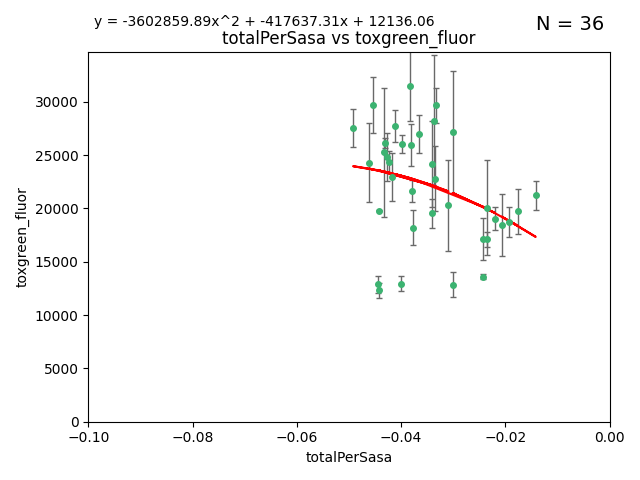 y = -3602859.89x^2 + -417637.31x + 12136.06
N = 36
totalPerSasa vs toxgreen_fluor
toxgreen_fluor
30000
25000
20000
15000
10000
5000
0
−0.10 −0.08 −0.06 −0.04 −0.02 0.00
totalPerSasa